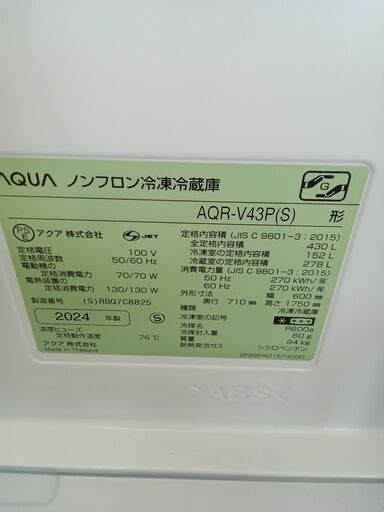 AQUA ノンフロン冷凍冷蔵庫
G
AQR-V43P(S) 形
PS E アクア株式会社 S JET
定格電圧 100 V
定格周波数 50/60 Hz
電動機の
定格消費電力 70/70 W
電熱装置の
定格消費電力 130/130 W
製造番号 (S)RBQ7CB825
2024 年製 S
温度ヒューズ
定格動作温度 76℃
アクア株式会社
Made in Thailand
定格内容積 (JIS C 9801-3 : 2015)
全定格内容積 430 L
冷凍室の定格内容積 152 L
冷蔵室の定格内容積 278 L
消費電力量 (JIS C 9801-3 : 2015)
50 Hz 270 kWh/年
60 Hz 270 kWh/年
外形寸法 幅 600 ㎜
奥行 710 ㎜ 高さ 1750 ㎜
種類 冷凍冷蔵庫
冷凍室の記号
冷媒名 R600a
冷媒封入量 60 g
質量 94 kg
断熱発泡ガス シクロペンタン
2FB6P401574000
>ABS<